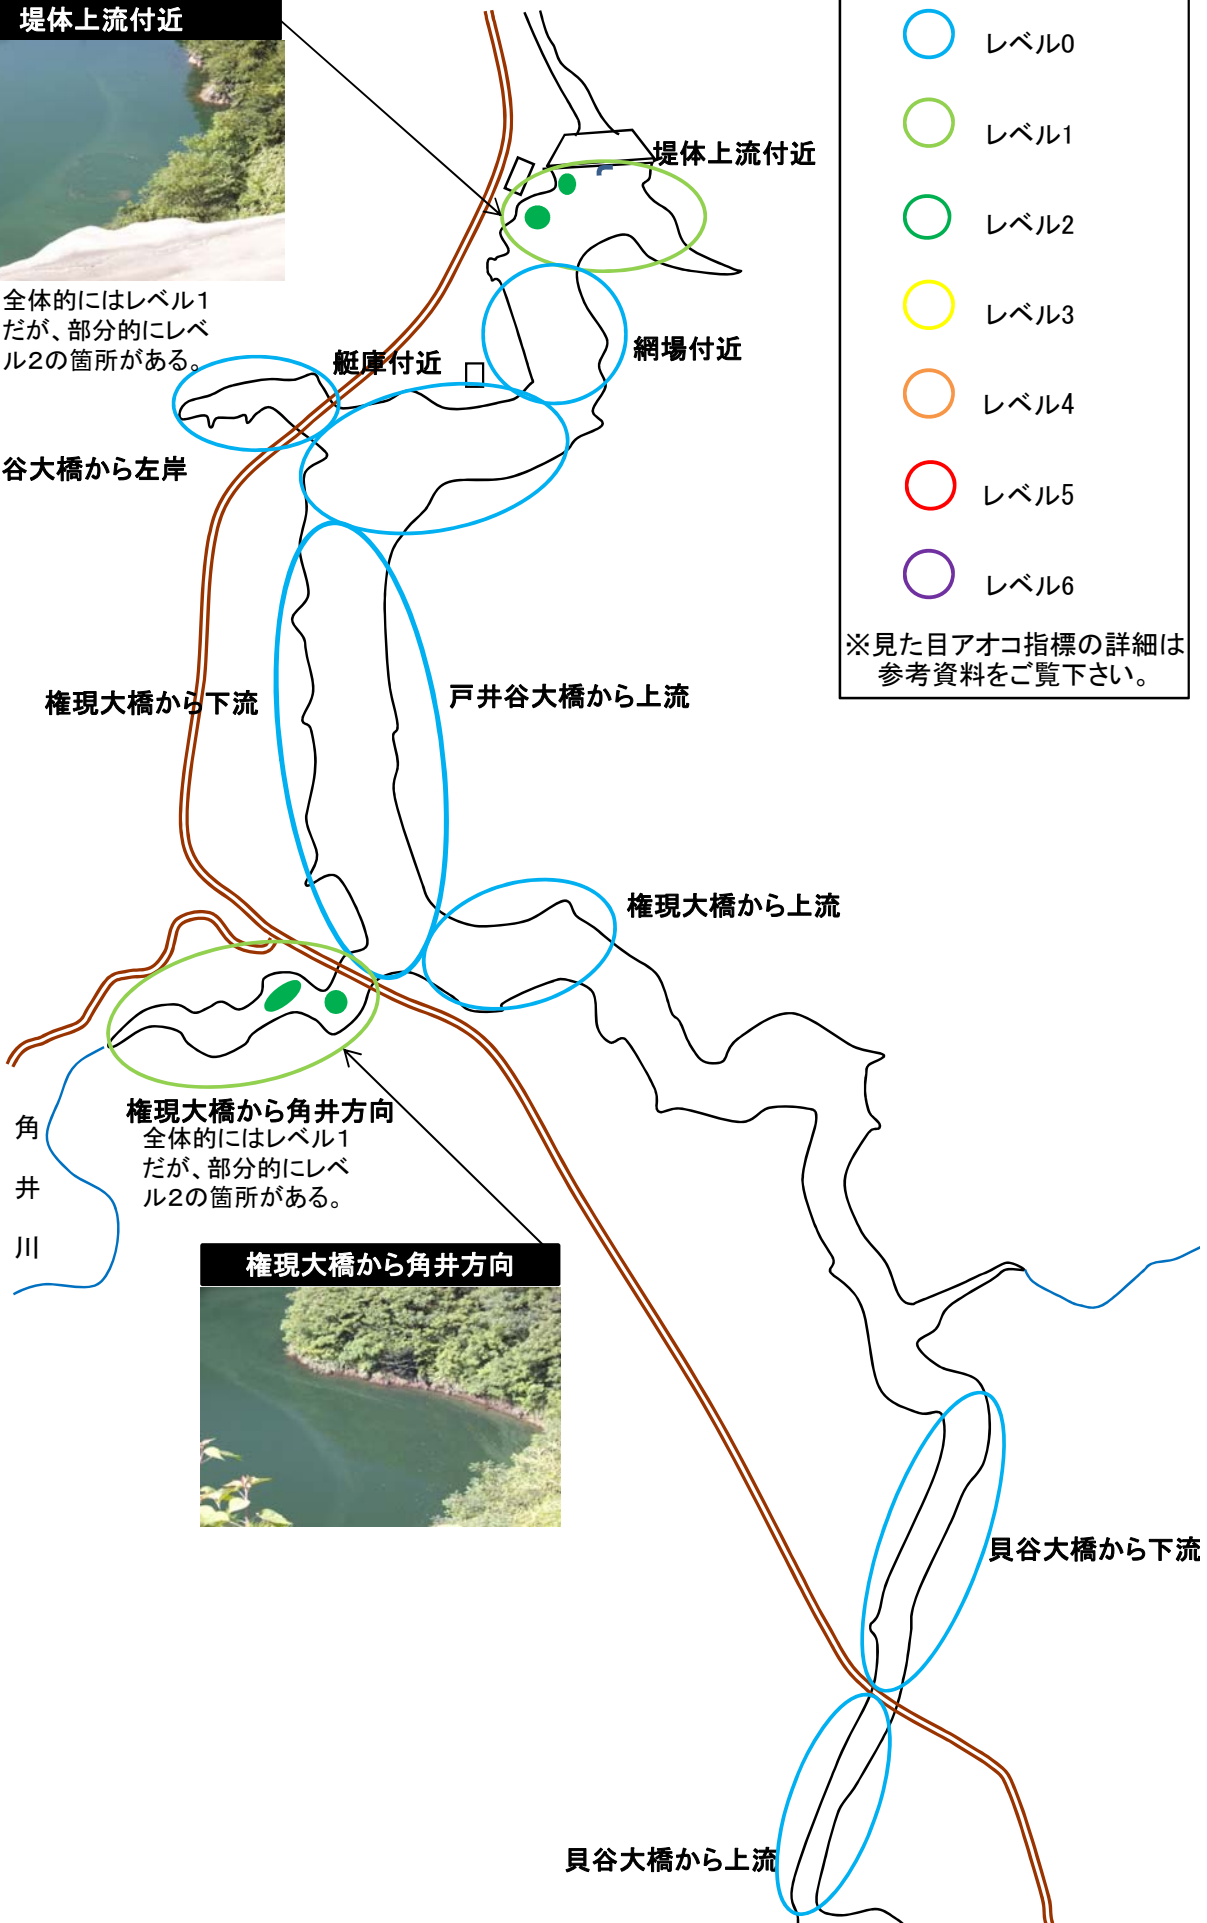 堤体上流付近
レベル0
レベル1
堤体上流付近
レベル2
全体的にはレベル1
だが、部分的にレベ
ル2の箇所がある。
レベル3
網場付近
艇庫付近
レベル4
谷大橋から左岸
レベル5
レベル6
※見た目アオコ指標の詳細は
参考資料をご覧下さい。
権現大橋から下流
戸井谷大橋から上流
権現大橋から上流
権現大橋から角井方向
全体的にはレベル1
だが、部分的にレベ
ル2の箇所がある。
角井川
権現大橋から角井方向
貝谷大橋から下流
貝谷大橋から上流